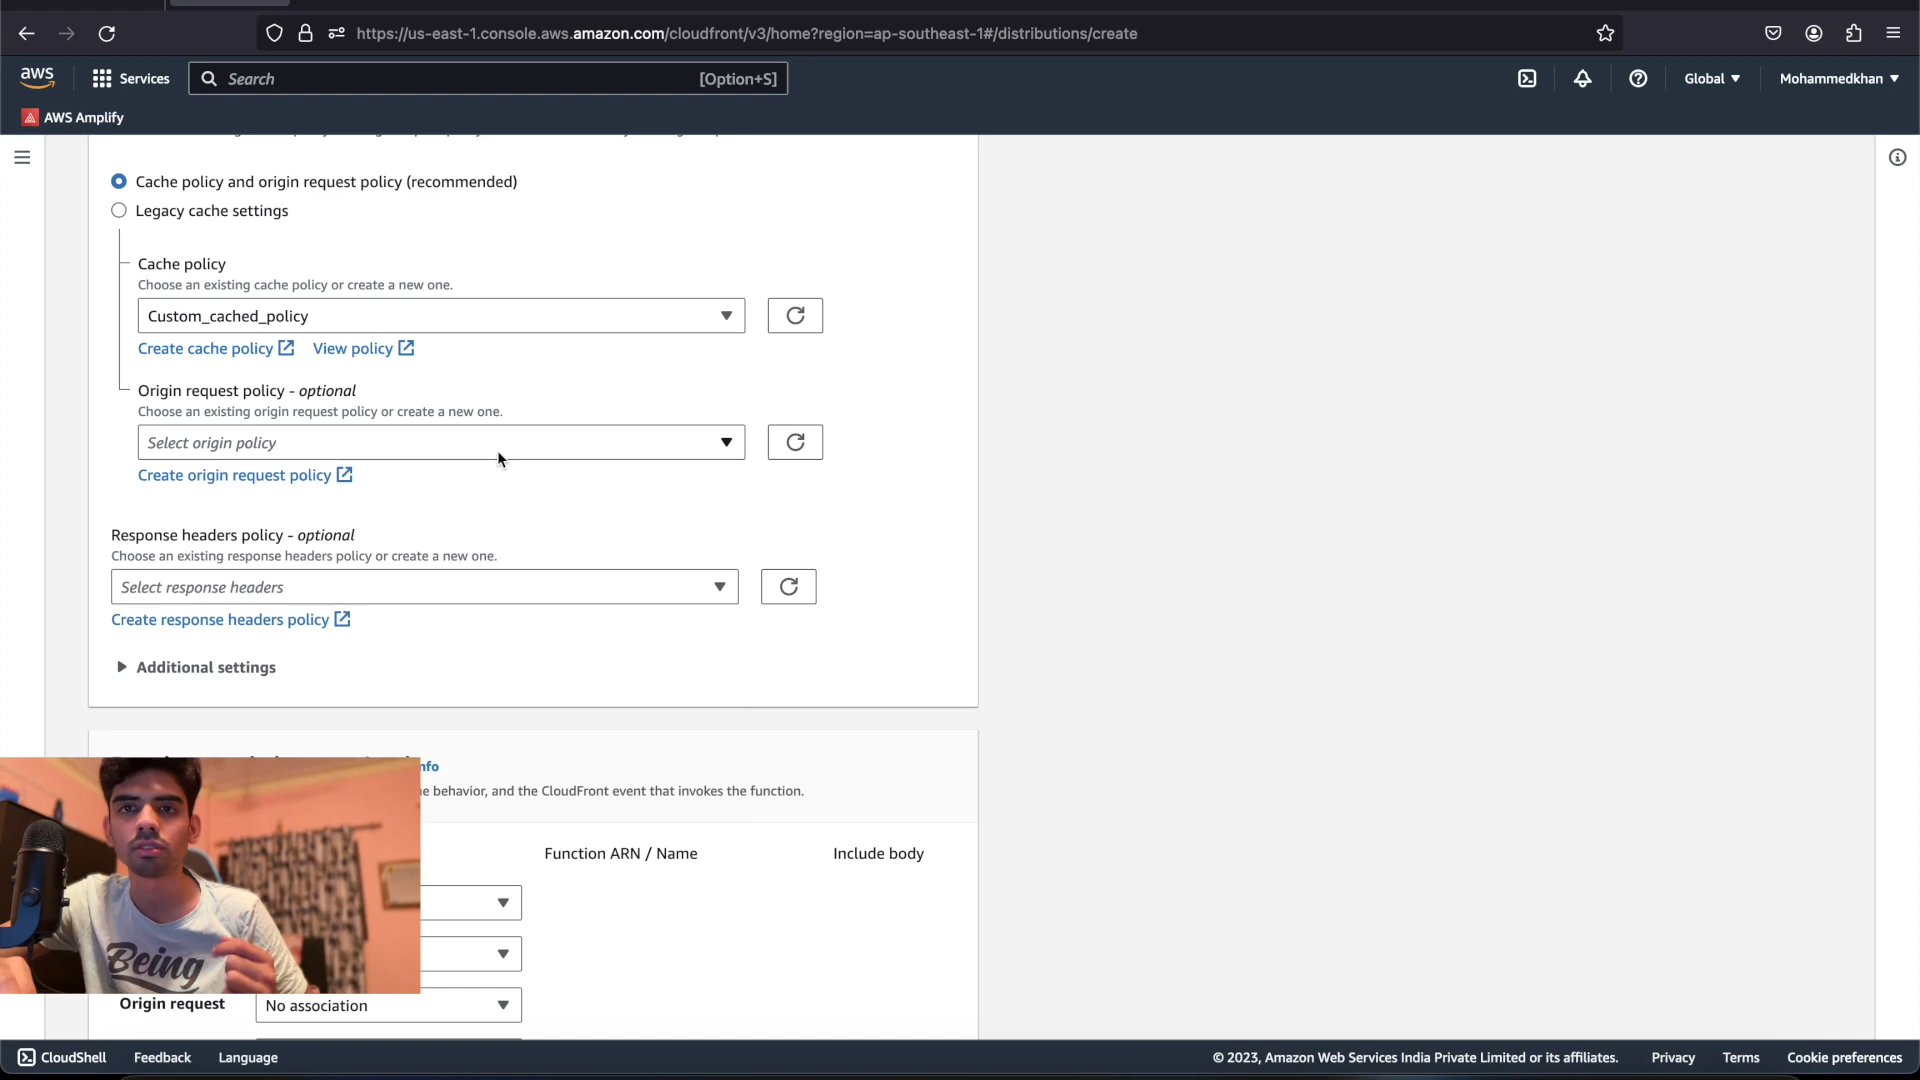 https://us-east-1.console.aws.amazon.com/cloudfront/v3/home?region=ap-southeast-1#/distributions/create
aws
Services
Search
[Option+S]
Global
Mohammedkhan
AWS Amplify
Cache policy and origin request policy (recommended)
Legacy cache settings
Cache policy
Choose an existing cache policy or create a new one.
Custom_cached_policy
Create cache policy View policy
Origin request policy - optional
Choose an existing origin request policy or create a new one.
Select origin policy
Create origin request policy
Response headers policy - optional
Choose an existing response headers policy or create a new one.
Select response headers
Create response headers policy
Additional settings
behavior, and the CloudFront event that invokes the function.
Function ARN / Name
Include body
Being
Origin request
No association
CloudShell
Feedback
Language
© 2023, Amazon Web Services India Private Limited or its affiliates.
Privacy
Terms
Cookie preferences